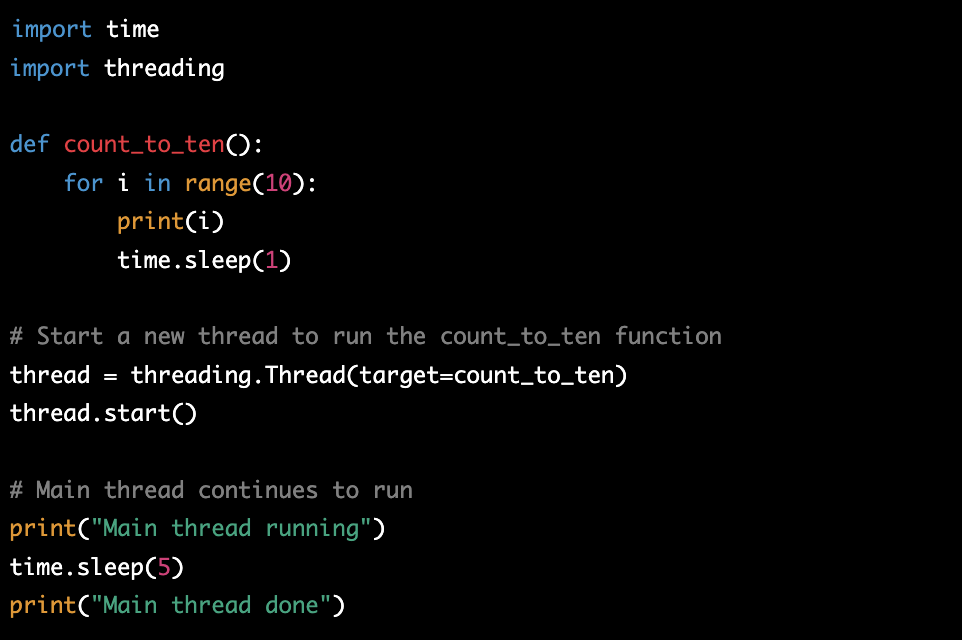 import time
import threading

def count_to_ten():
    for i in range(10):
        print(i)
        time.sleep(1)

# Start a new thread to run the count_to_ten function
thread = threading.Thread(target=count_to_ten)
thread.start()

# Main thread continues to run
print("Main thread running")
time.sleep(5)
print("Main thread done")